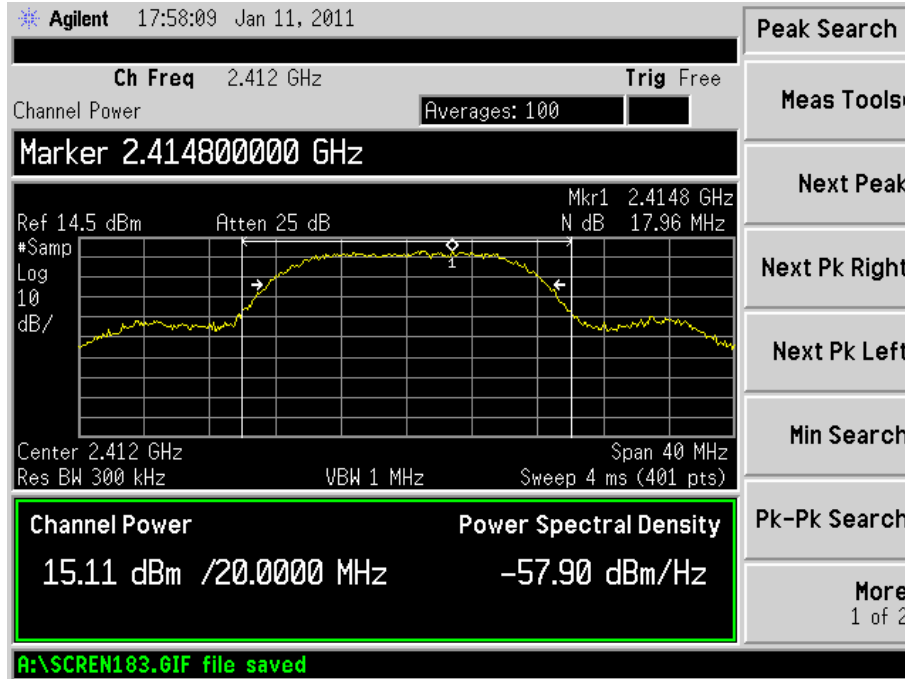 Agilent 17:58:09 Jan 11, 2011
Peak Search
Ch Freq 2.412 GHz Trig Free
Channel Power Averages: 100
Meas Tools
Marker 2.414800000 GHz
Next Peak
Mkr1 2.4148 GHz
Ref 14.5 dBm Atten 25 dB N dB 17.96 MHz
#Samp
Log
10
dB/
1
Next Pk Right
Next Pk Left
Center 2.412 GHz Span 40 MHz
Res BW 300 kHz VBW 1 MHz Sweep 4 ms (401 pts)
Min Search
Channel Power Power Spectral Density
15.11 dBm /20.0000 MHz -57.90 dBm/Hz
Pk-Pk Search
More
1 of 2
A:\SCREN183.GIF file saved